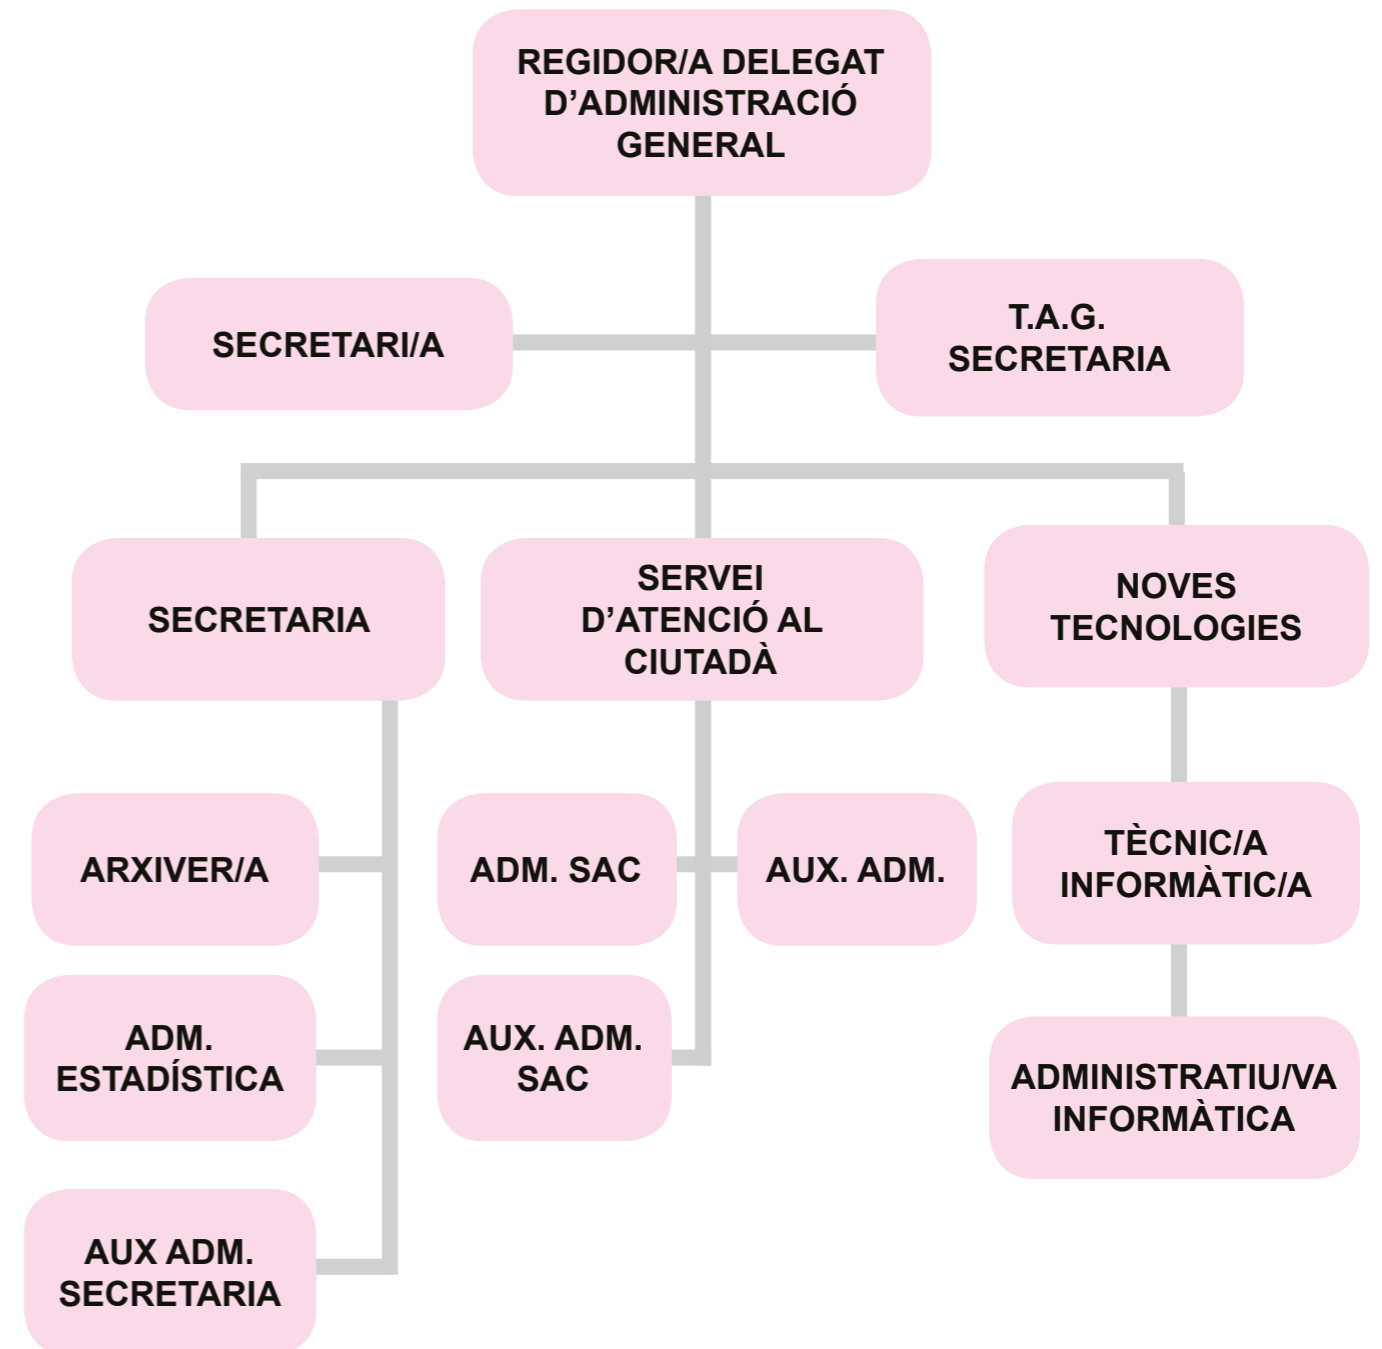 REGIDOR/A DELEGAT
D’ADMINISTRACIÓ
GENERAL
SECRETARI/A
T.A.G.
SECRETARIA
SECRETARIA
SERVEI
D’ATENCIÓ AL
CIUTADÀ
NOVES
TECNOLOGIES
ARXIVER/A
ADM. SAC
AUX. ADM.
TÈCNIC/A
INFORMÀTIC/A
ADM.
ESTADÍSTICA
AUX. ADM.
SAC
ADMINISTRATIU/VA
INFORMÀTICA
AUX ADM.
SECRETARIA